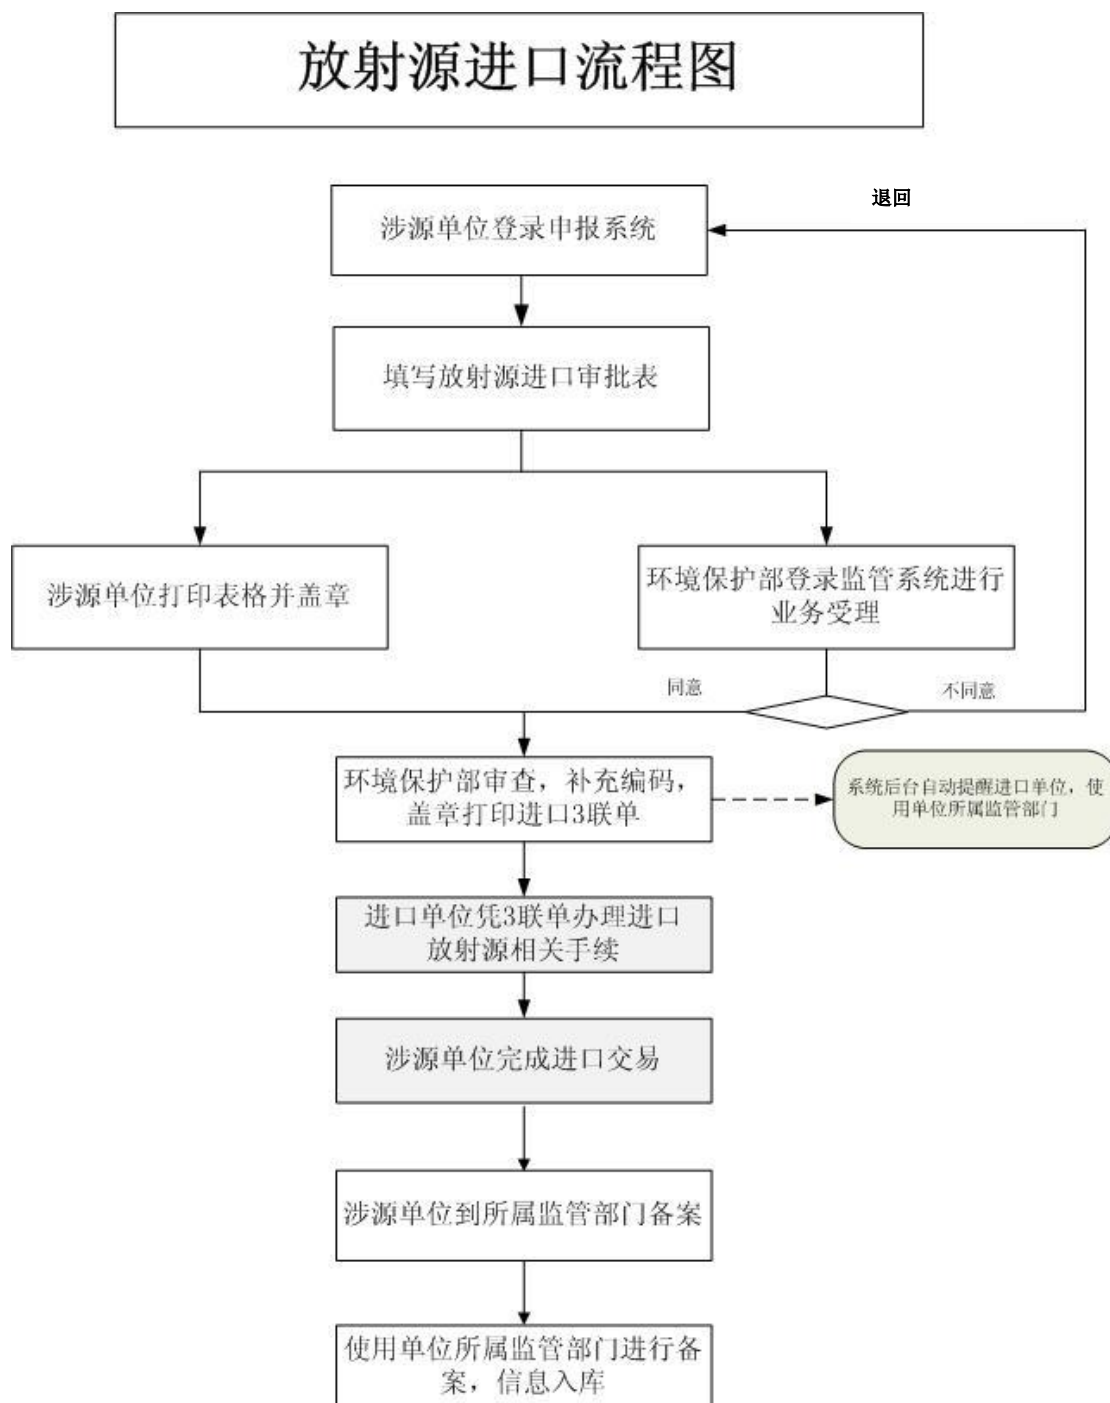 放射源进口流程图
退回
涉源单位登录申报系统
填写放射源进口审批表
涉源单位打印表格并盖章
环境保护部登录监管系统进行
业务受理
同意
不同意
环境保护部审查，补充编码，
盖章打印进口3联单
系统后台自动提醒进口单位，使
用单位所属监管部门
进口单位凭3联单办理进口
放射源相关手续
涉源单位完成进口交易
涉源单位到所属监管部门备案
使用单位所属监管部门进行备
案，信息入库